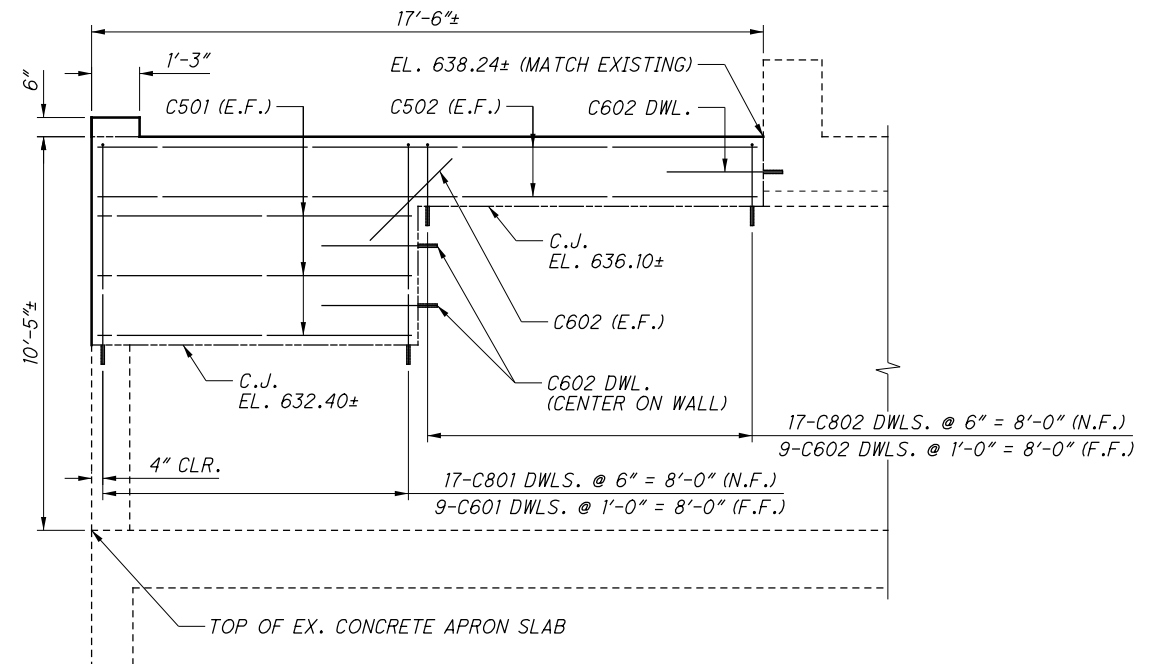 17'-6"±
6"
1'-3"
EL. 638.24± (MATCH EXISTING)
C501 (E.F.)
C502 (E.F.)
C602 DWL.
10'-5"±
C.J.
EL. 636.10±
C602 (E.F.)
C.J.
EL. 632.40±
C602 DWL.
(CENTER ON WALL)
17-C802 DWLS. @ 6" = 8'-0" (N.F.)
9-C602 DWLS. @ 1'-0" = 8'-0" (F.F.)
4" CLR.
17-C801 DWLS. @ 6" = 8'-0" (N.F.)
9-C601 DWLS. @ 1'-0" = 8'-0" (F.F.)
TOP OF EX. CONCRETE APRON SLAB